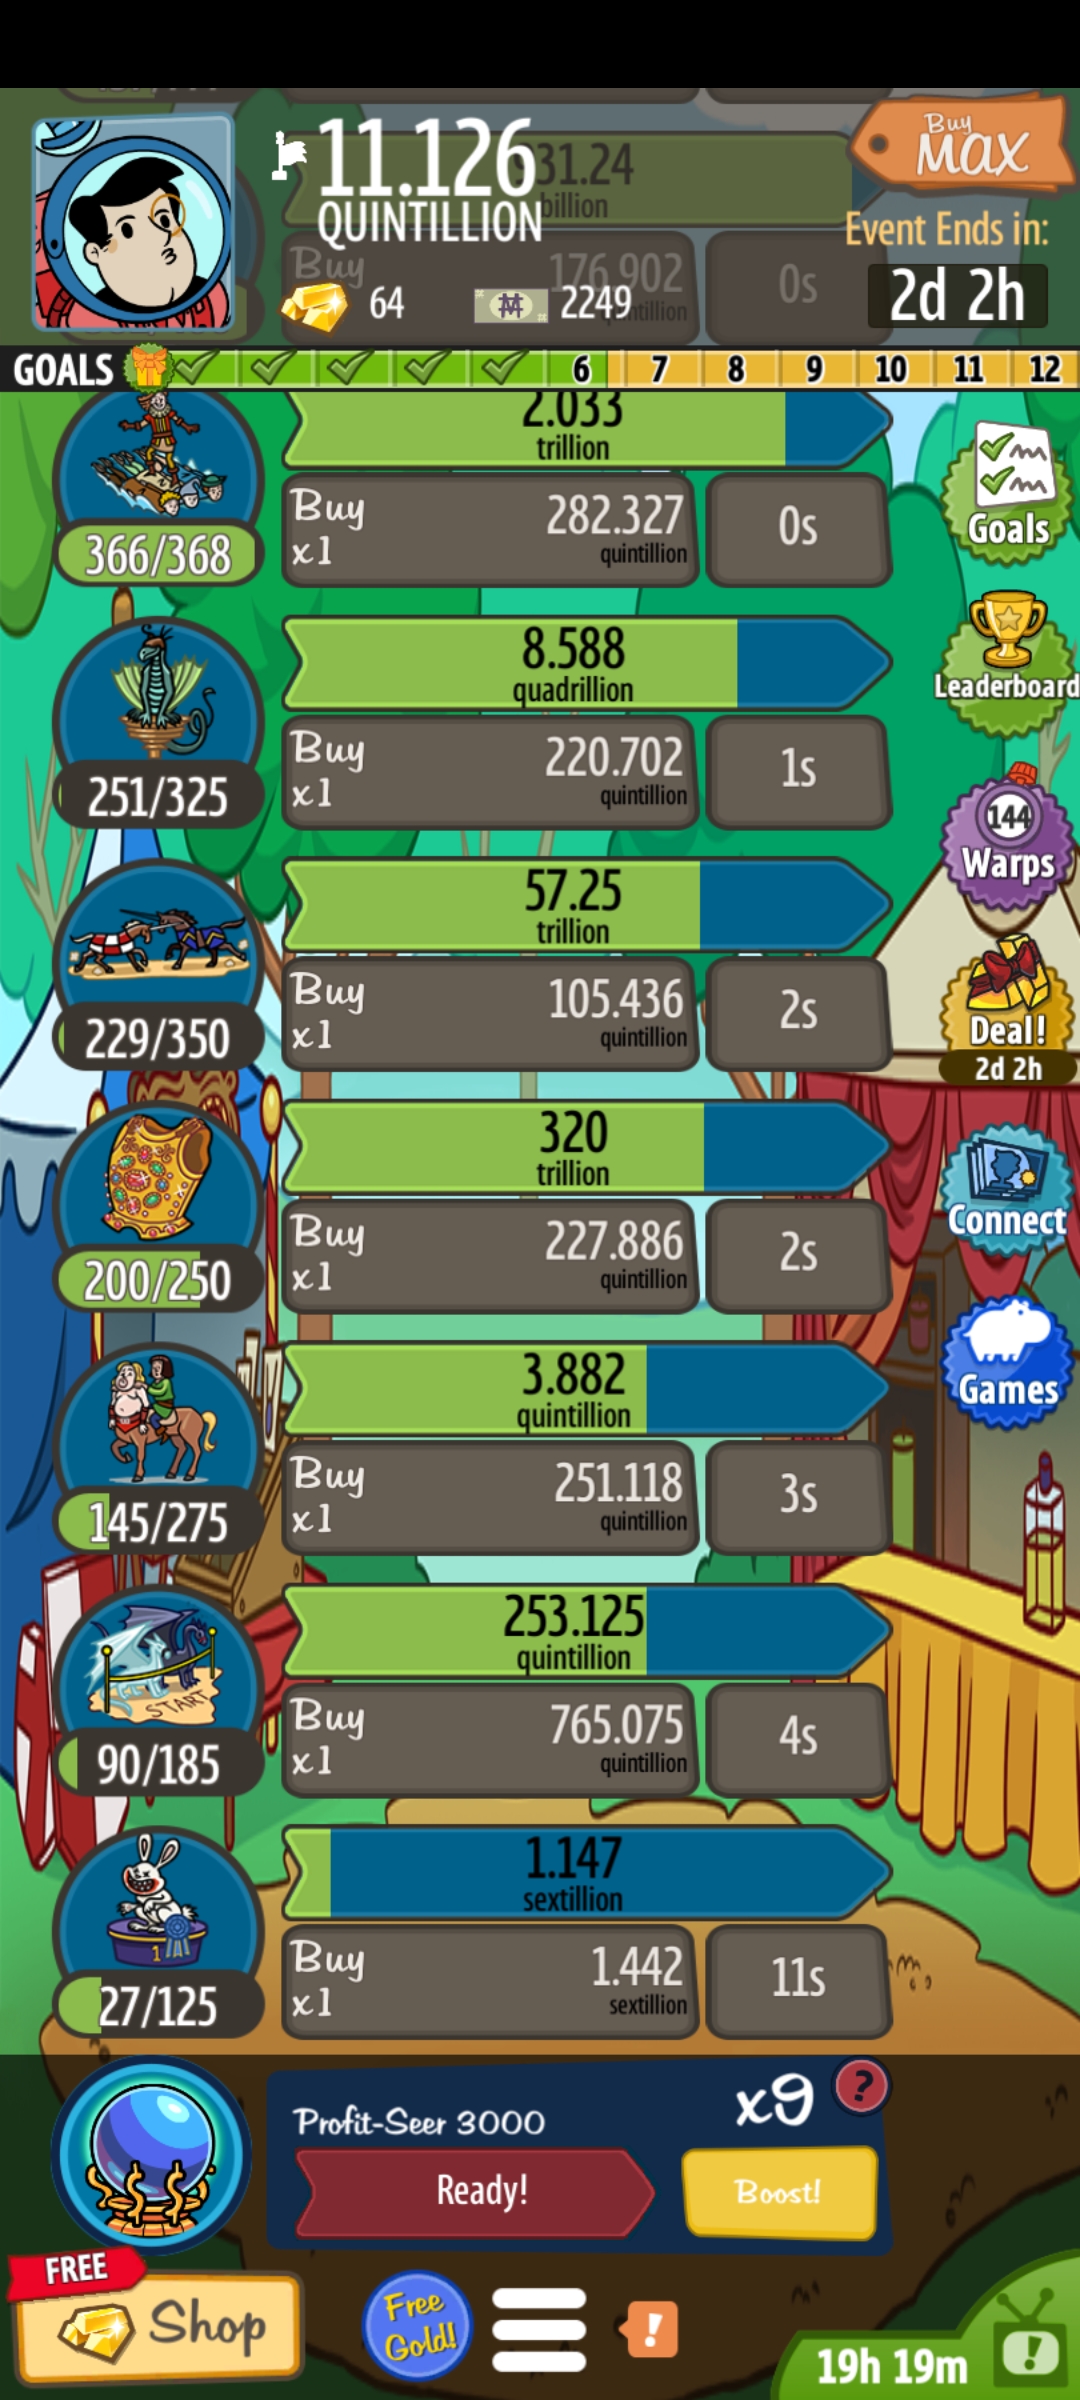 Buy
MAX
11.126
QUINTILLION
31.24
billion
Event Ends in:
2d 2h
Buy
176.902
64
2249
0s
GOALS 6 7 8 9 10 11 12
2.033
trillion
366/368
Buy
x1
282.327
quintillion
0s
Goals
8.588
quadrillion
251/325
Buy
x1
220.702
quintillion
1s
Leaderboard
57.25
trillion
229/350
Buy
x1
105.436
quintillion
2s
144
Warps
Deal!
2d 2h
320
trillion
200/250
Buy
x1
227.886
quintillion
2s
Connect
3.882
quintillion
145/275
Buy
x1
251.118
quintillion
3s
Games
253.125
quintillion
START
90/185
Buy
x1
765.075
quintillion
4s
1.147
sextillion
1
27/125
Buy
x1
1.442
sextillion
11s
Profit-Seer 3000
x9
?
Ready!
Boost!
FREE
Shop
Free
Gold!
!
19h 19m
!